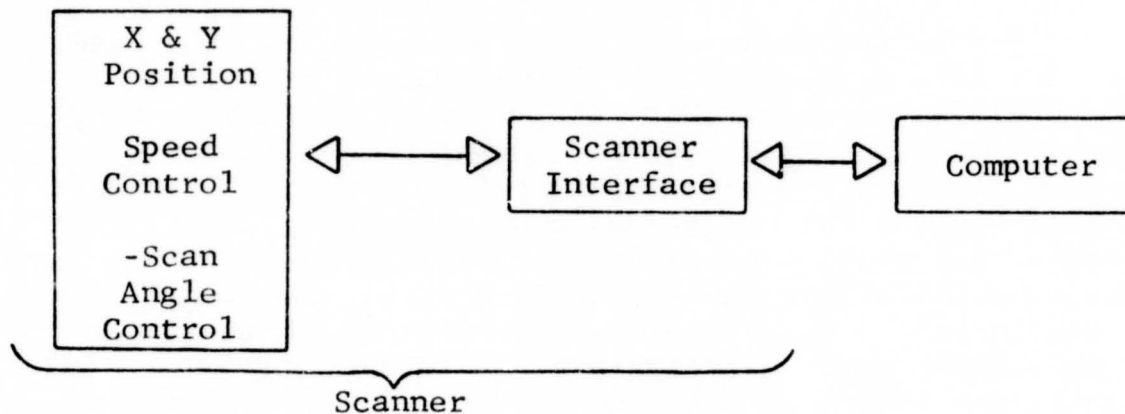 X & Y
Position
Speed
Control
-Scan
Angle
Control
Scanner
Interface
Computer
Scanner